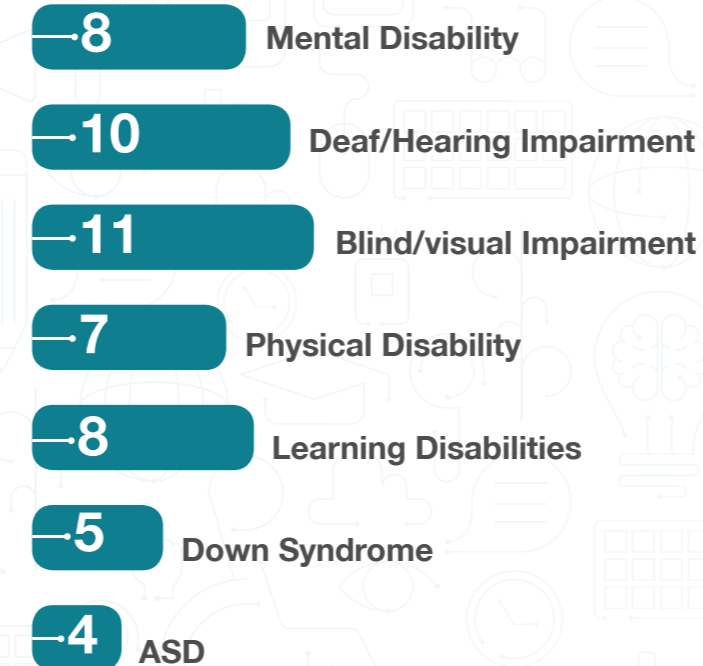 8 Mental Disability
10 Deaf/Hearing Impairment
11 Blind/visual Impairment
7 Physical Disability
8 Learning Disabilities
5 Down Syndrome
4 ASD